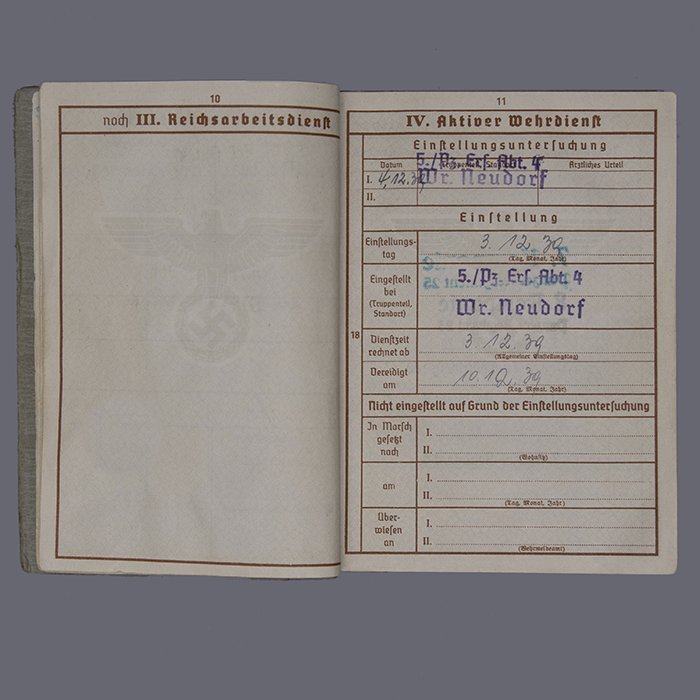 10
noch III. Reichsarbeitsdienst
11
IV. Aktiver Wehrdienst
Einstellungsuntersuchung
Datum (Truppenteil, Standort) Ärztliches Urteil
5./Pz. Ers. Abt. 4
I. 4.12.39 Wr. Neudorf
II.
Einstellung
Einstellungstag 3. 12. 39
(Tag, Monat, Jahr)
Eingestellt bei (Truppenteil, Standort)
5./Pz. Ers. Abt. 4
Wr. Neudorf
18
Dienstzeit rechnet ab 3. 12. 39
(Allgemeiner Einstellungstag)
Vereidigt am 10. 12. 39
(Tag, Monat, Jahr)
Nicht eingestellt auf Grund der Einstellungsuntersuchung
In Marsch gesetzt nach
I.
II.
(Wohnsitz)
am
I.
II.
(Tag, Monat, Jahr)
Über-
wiesen
an
I.
II.
(Wehrmeldeamt)